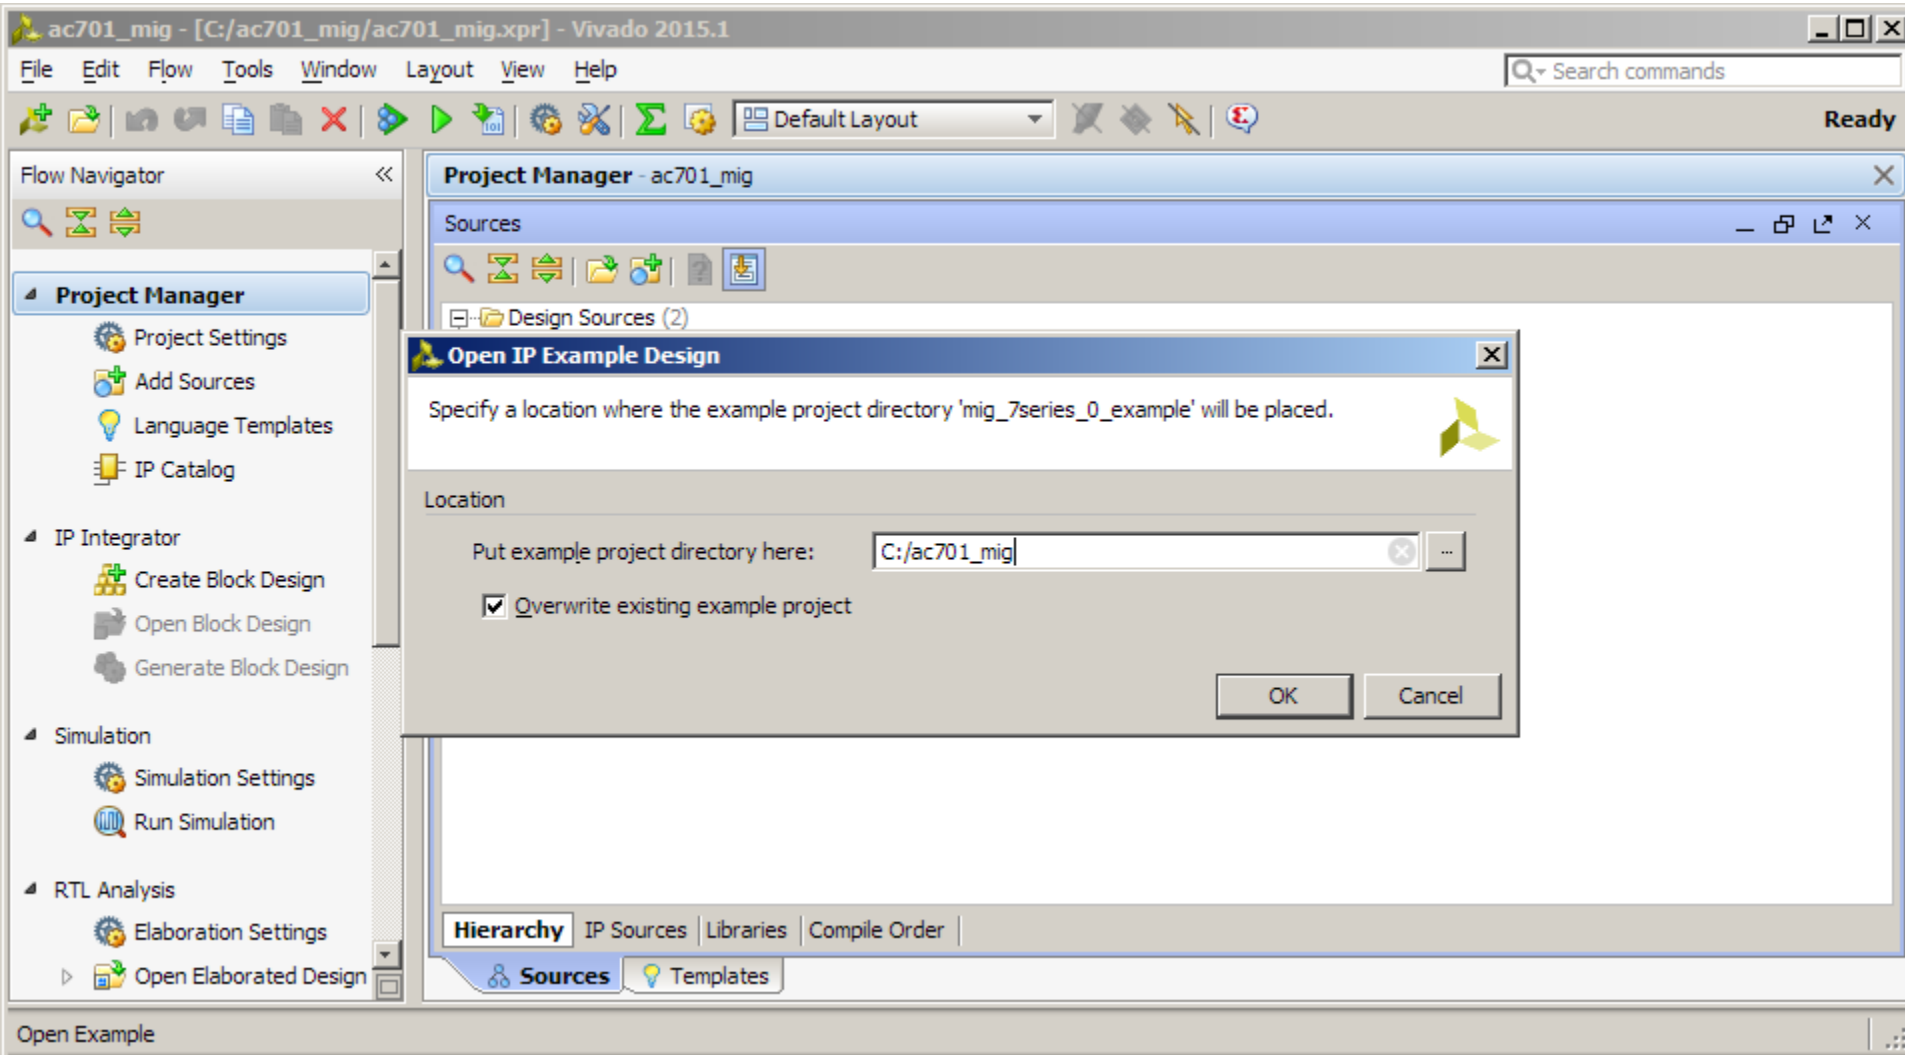 ac701_mig - [C:/ac701_mig/ac701_mig.xpr] - Vivado 2015.1
File Edit Flow Tools Window Layout View Help
Search commands
Default Layout
Ready
Flow Navigator
Project Manager
Project Settings
Add Sources
Language Templates
IP Catalog
IP Integrator
Create Block Design
Open Block Design
Generate Block Design
Simulation
Simulation Settings
Run Simulation
RTL Analysis
Elaboration Settings
Open Elaborated Design
Project Manager - ac701_mig
Sources
Design Sources (2)
Open IP Example Design
Specify a location where the example project directory 'mig_7series_0_example' will be placed.
Location
Put example project directory here: C:/ac701_mig ...
Overwrite existing example project
OK Cancel
Hierarchy IP Sources Libraries Compile Order
Sources Templates
Open Example